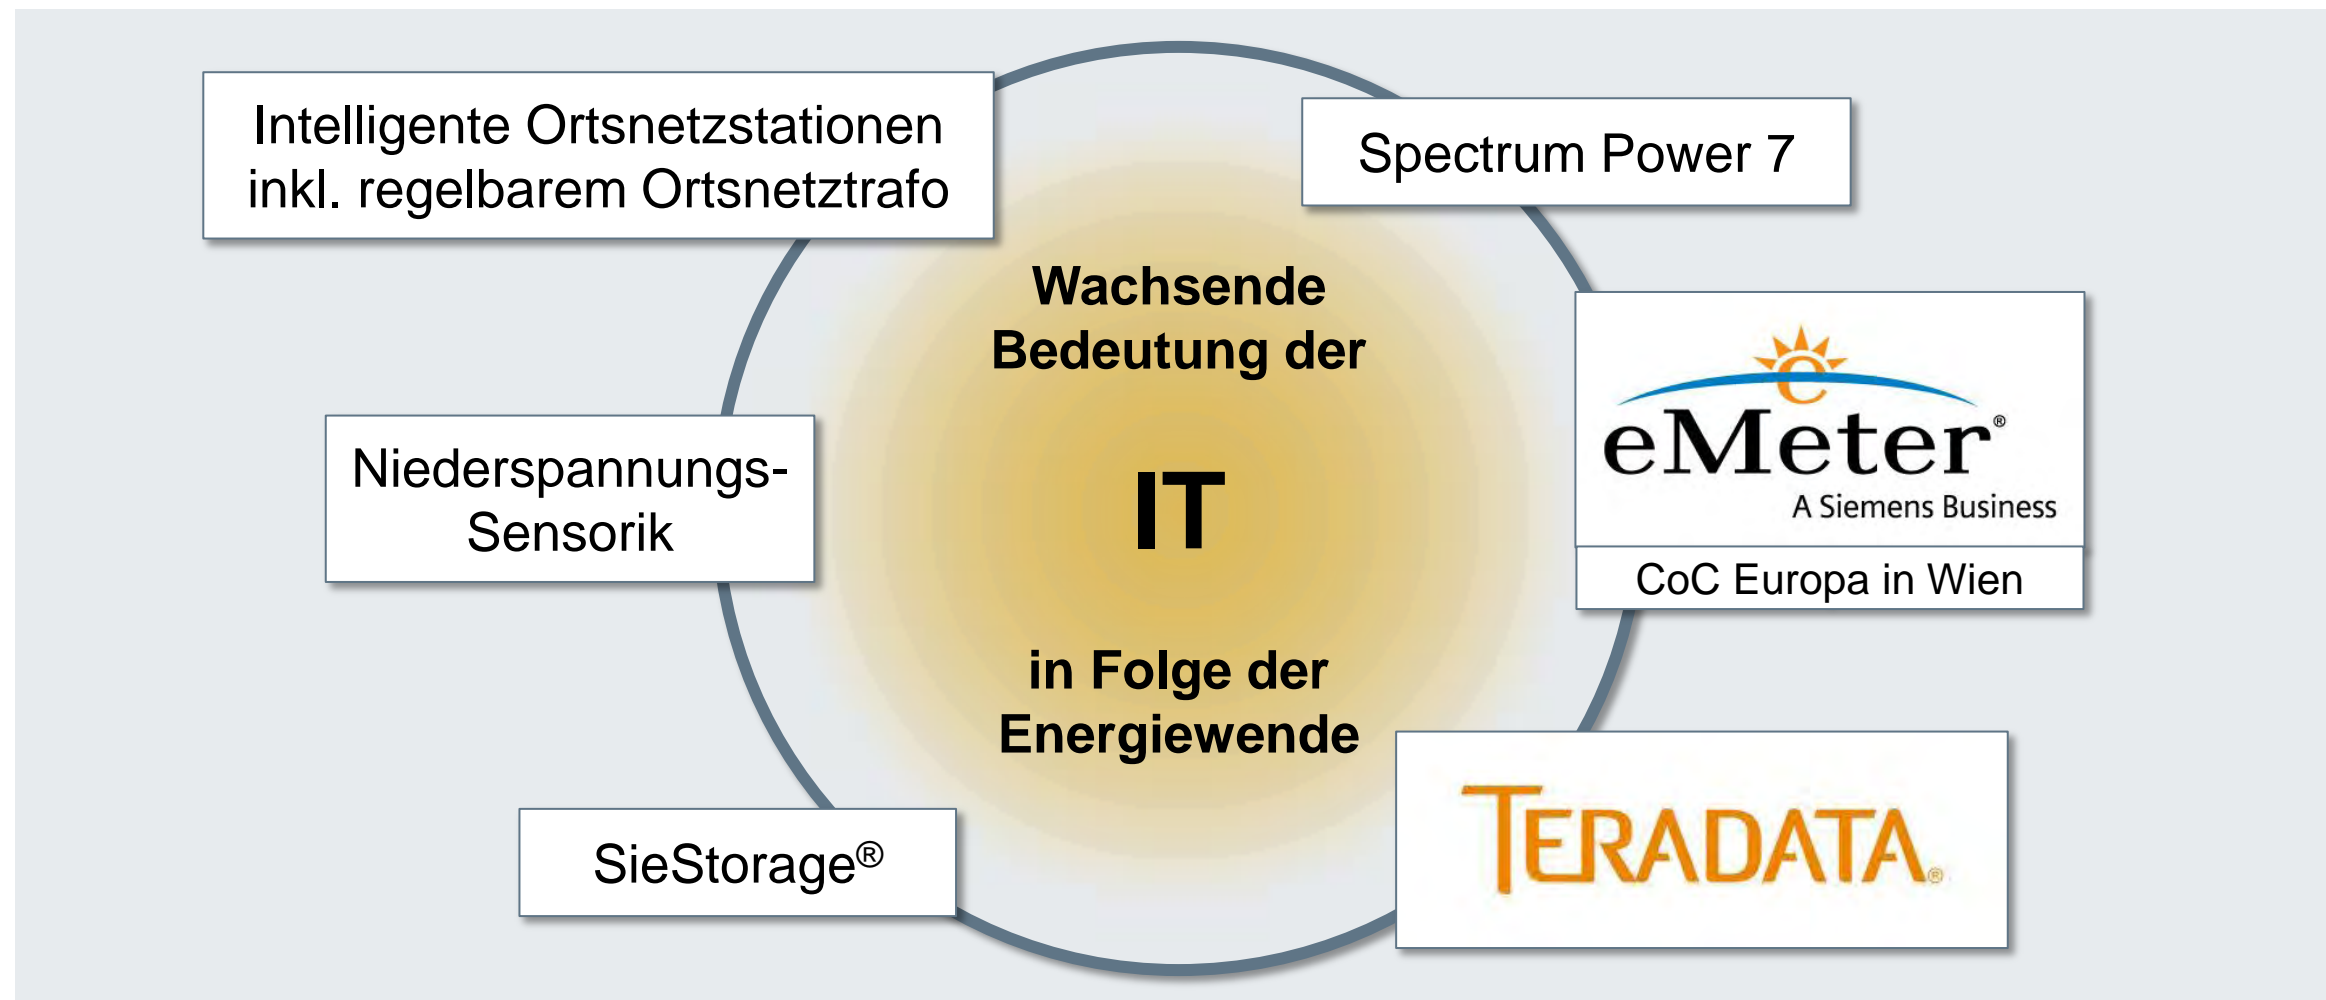 Intelligente Ortsnetzstationen
inkl. regelbarem Ortsnetztrafo
Spectrum Power 7
Wachsende
Bedeutung der
IT
in Folge der
Energiewende
Niederspannungs-
Sensorik
e
eMeter®
A Siemens Business
CoC Europa in Wien
SieStorage®
TERADATA®